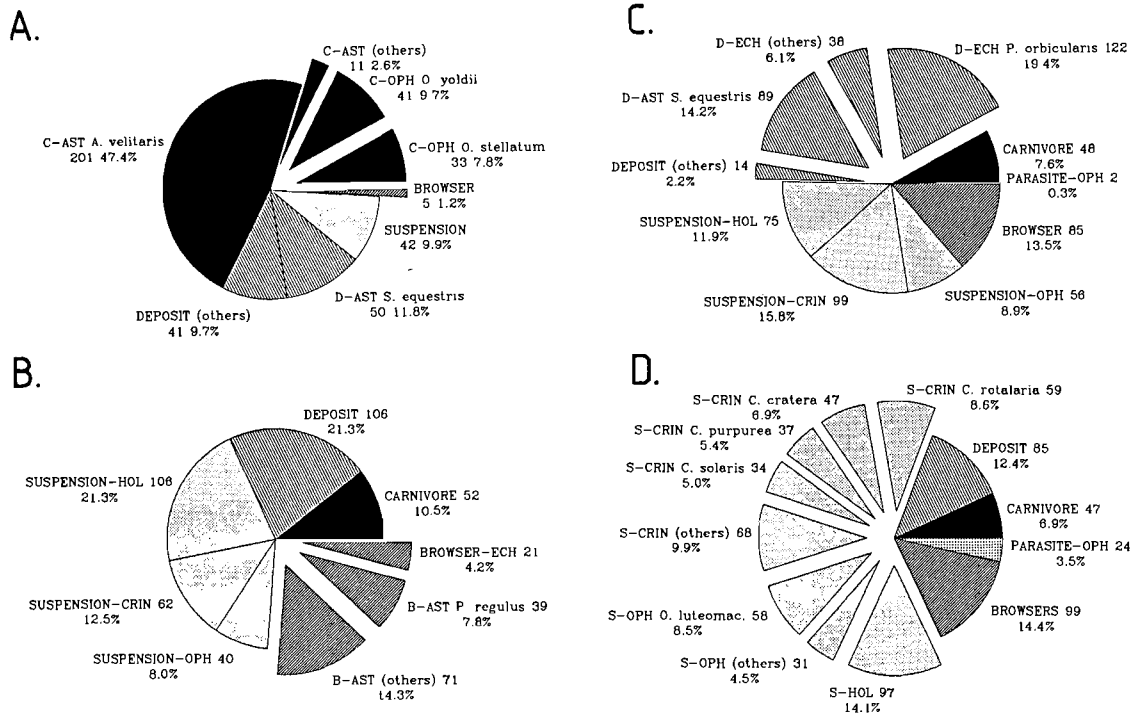 A.
C-AST (others)
11 2.6%
C-OPH O yoldii
41 9 7%
C-AST A. velitaris
201 47.4%
C-OPH O. stellatum
33 7.8%
BROWSER
5 1.2%
SUSPENSION
42 9.9%
D-AST S. equestris
50 11.8%
DEPOSIT (others)
41 9.7%
C.
D-ECH (others) 38
6.1%
D-ECH P. orbicularis 122
19 4%
D-AST S. equestris 89
14.2%
DEPOSIT (others) 14
2.2%
CARNIVORE 48
7.6%
PARASITE-OPH 2
0.3%
SUSPENSION-HOL 75
11.9%
BROWSER 85
13.5%
SUSPENSION-CRIN 99
15.8%
SUSPENSION-OPH 56
8.9%
B.
DEPOSIT 106
21.3%
SUSPENSION-HOL 106
21.3%
CARNIVORE 52
10.5%
BROWSER-ECH 21
4.2%
SUSPENSION-CRIN 62
12.5%
B-AST P. regulus 39
7.8%
SUSPENSION-OPH 40
8.0%
B-AST (others) 71
14.3%
D.
S-CRIN C. cratera 47
6.9%
S-CRIN C. rotalaria 59
8.6%
S-CRIN C. purpurea 37
5.4%
DEPOSIT 85
12.4%
S-CRIN C. solaris 34
5.0%
CARNIVORE 47
6.9%
S-CRIN (others) 68
9.9%
PARASITE-OPH 24
3.5%
S-OPH O. luteomac. 58
8.5%
BROWSERS 99
14.4%
S-OPH (others) 31
4.5%
S-HOL 97
14.1%